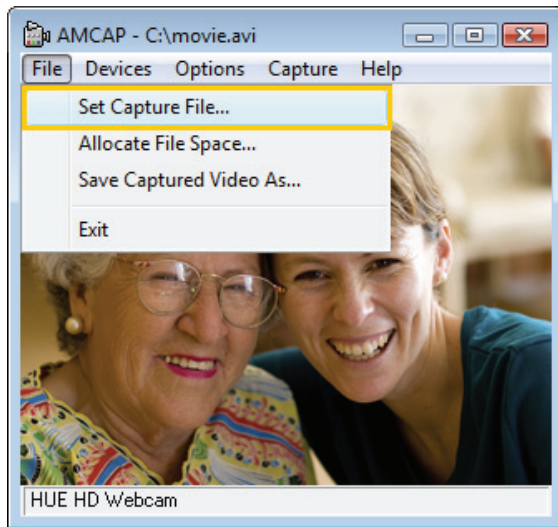 AMCAP - C:\movie.avi
File Devices Options Capture Help
Set Capture File...
Allocate File Space...
Save Captured Video As...
Exit
HUE HD Webcam